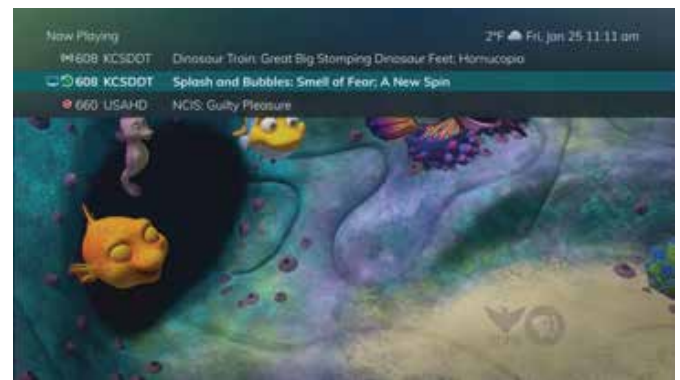 Now Playing
2°F Fri, Jan 25 11:11 am
608 KCSDDT Dinosaur Train: Great Big Stomping Dinosaur Feet; Hornucopia
608 KCSDDT Splash and Bubbles: Smell of Fear; A New Spin
660 USAHD NCIS: Guilty Pleasure